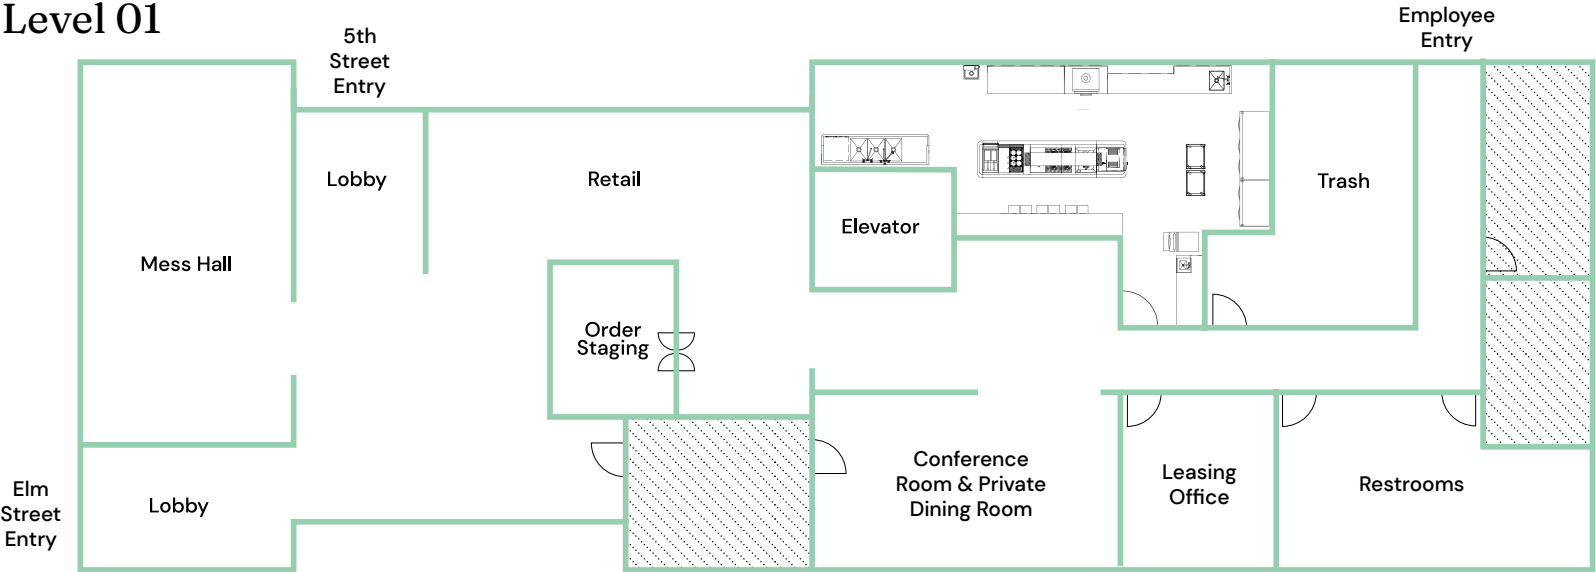 Level 01
5th
Street
Entry
Employee
Entry
Lobby
Retail
Trash
Elevator
Mess Hall
Order
Staging
Conference
Room & Private
Dining Room
Leasing
Office
Restrooms
Elm
Street
Entry
Lobby